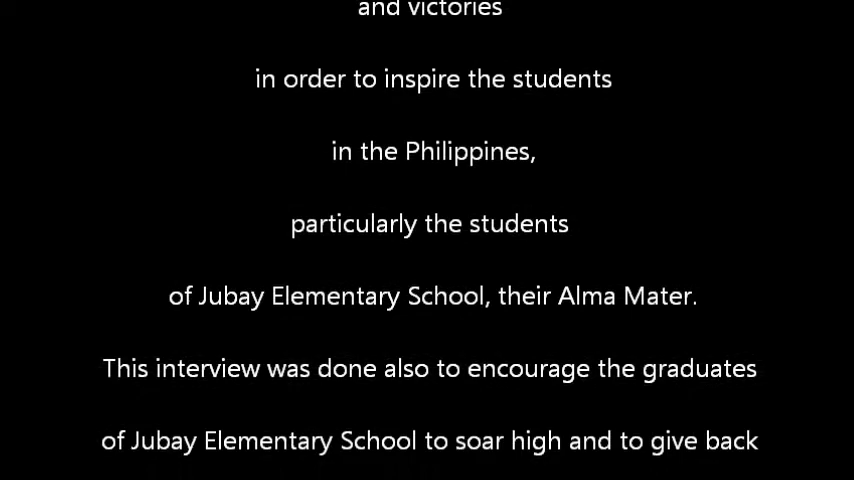 and victories
in order to inspire the students
in the Philippines,
particularly the students
of Jubay Elementary School, their Alma Mater.
This interview was done also to encourage the graduates
of Jubay Elementary School to soar high and to give back